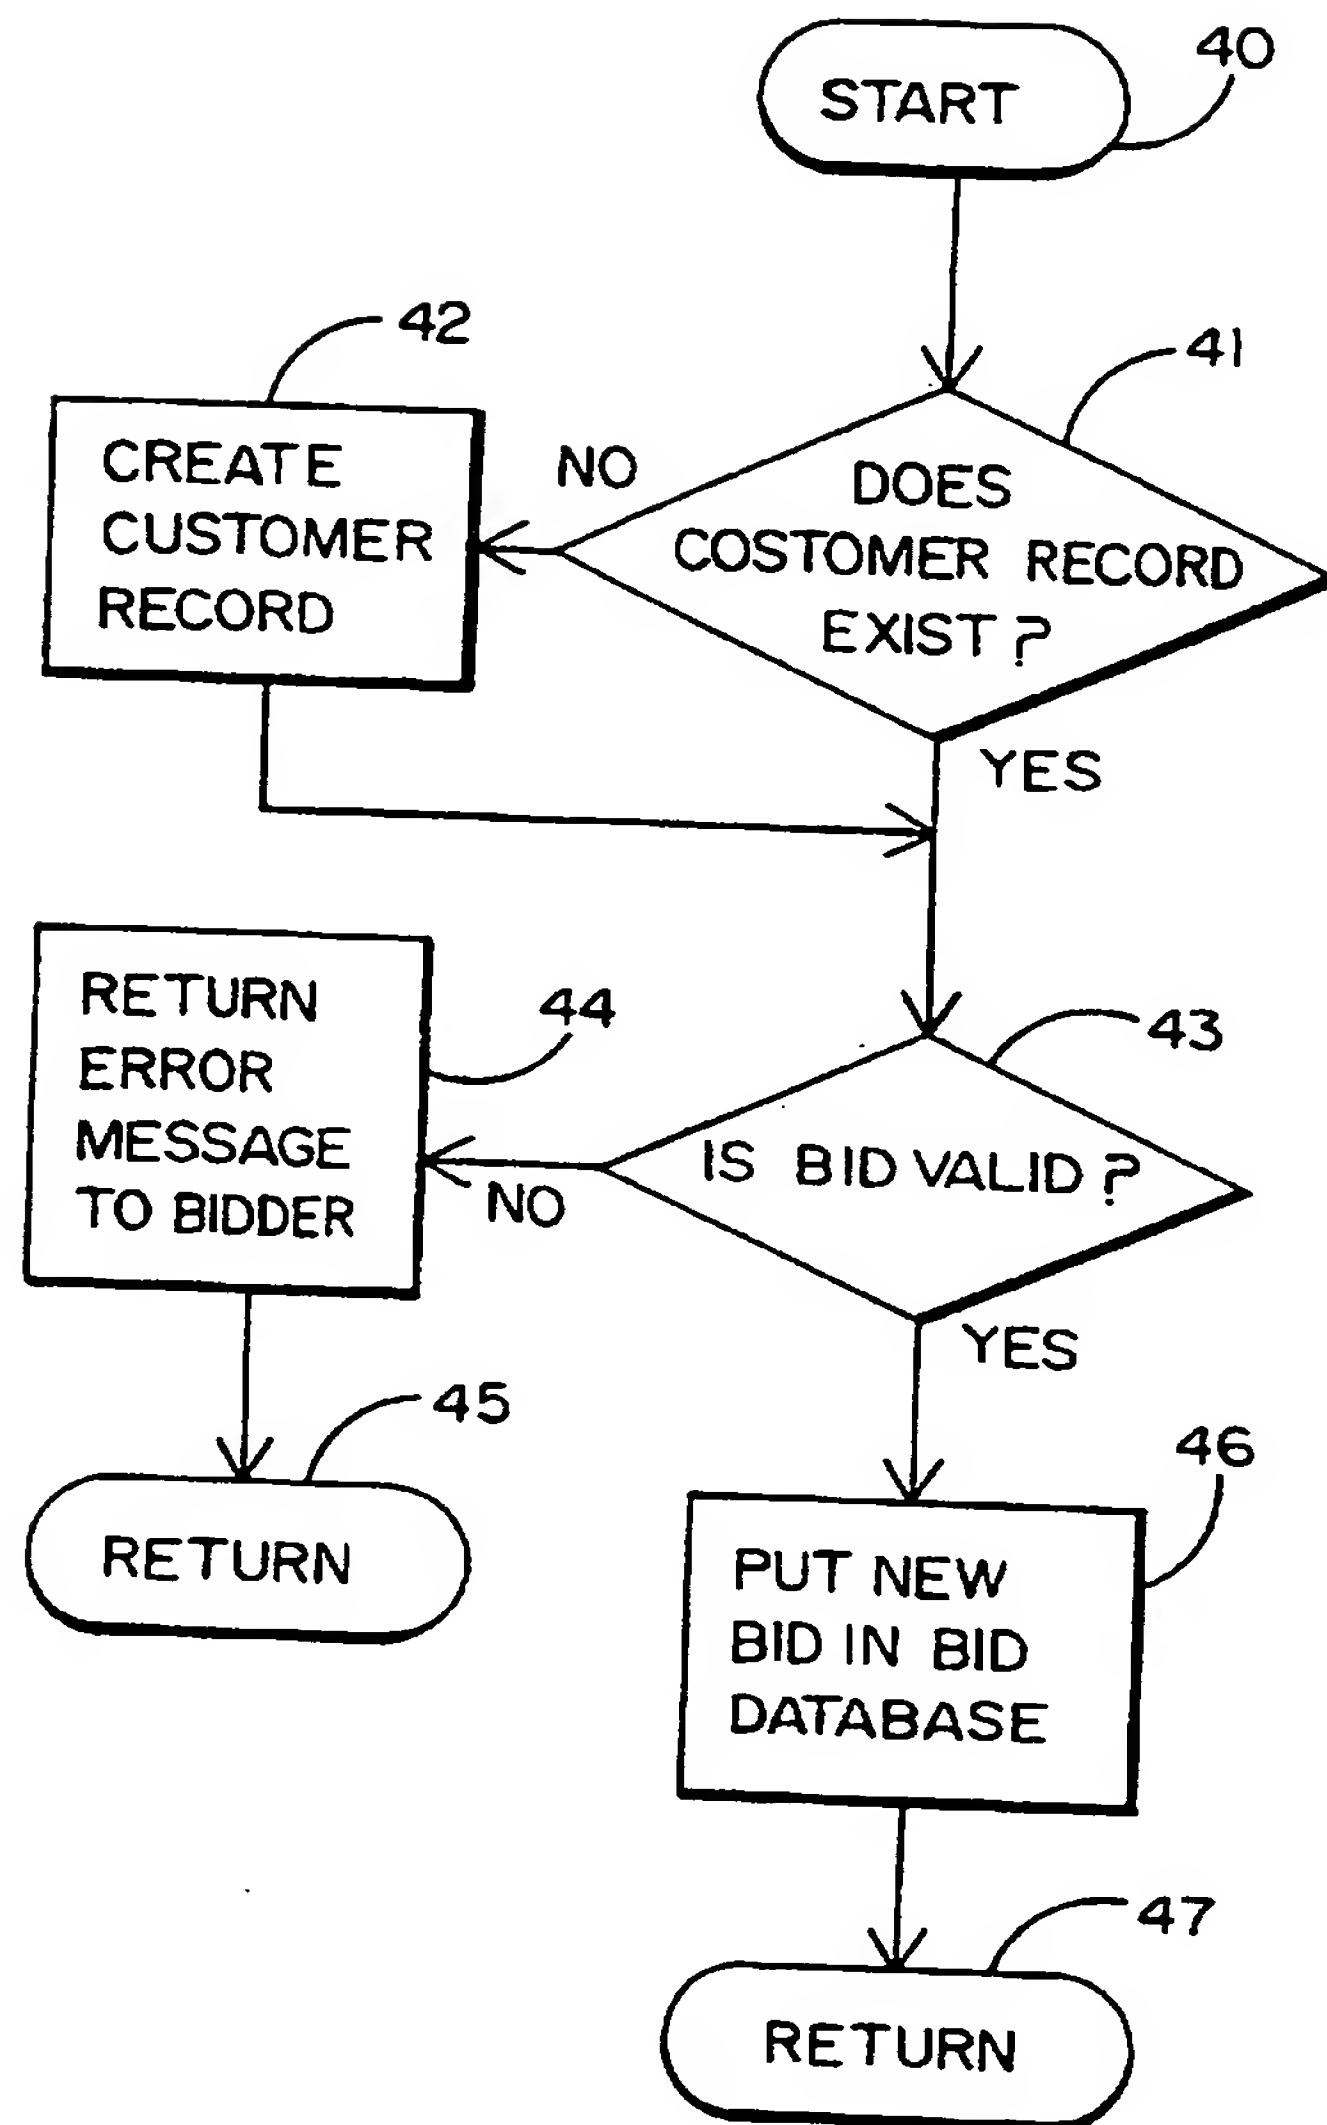 40
START
42
41
CREATE
CUSTOMER
RECORD
NO
DOES
COSTOMER RECORD
EXIST?
YES
RETURN
ERROR
MESSAGE
TO BIDDER
44
43
IS BID VALID?
NO
YES
45
RETURN
46
PUT NEW
BID IN BID
DATABASE
47
RETURN